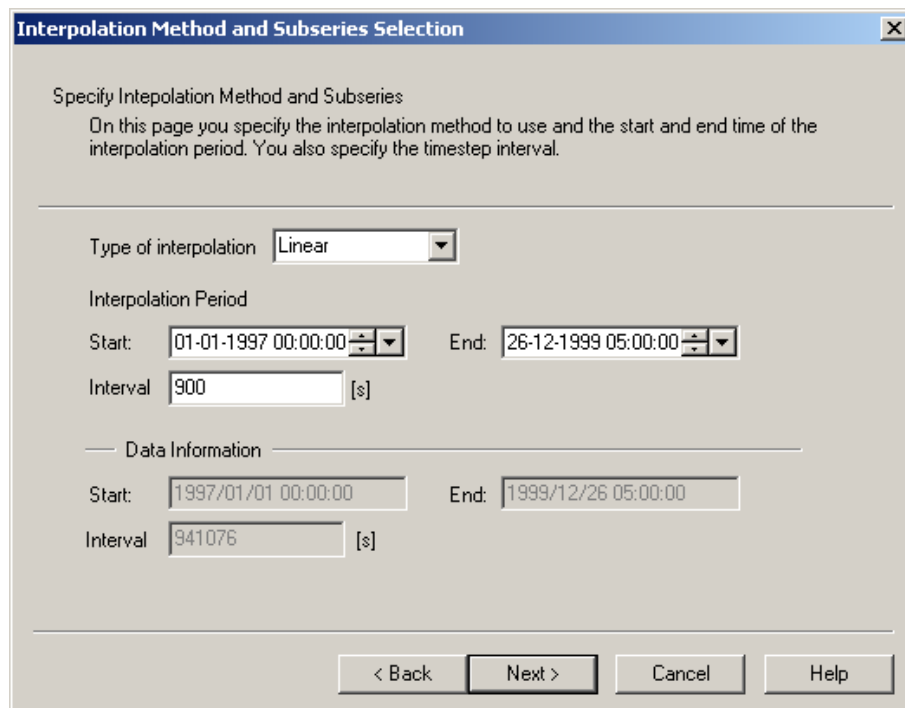 Interpolation Method and Subseries Selection
Specify Intepolation Method and Subseries
On this page you specify the interpolation method to use and the start and end time of the
interpolation period. You also specify the timestep interval.
Type of interpolation Linear
Interpolation Period
Start: 01-01-1997 00:00:00 End: 26-12-1999 05:00:00
Interval 900 [s]
Data Information
Start: 1997/01/01 00:00:00 End: 1999/12/26 05:00:00
Interval 941076 [s]
< Back Next > Cancel Help